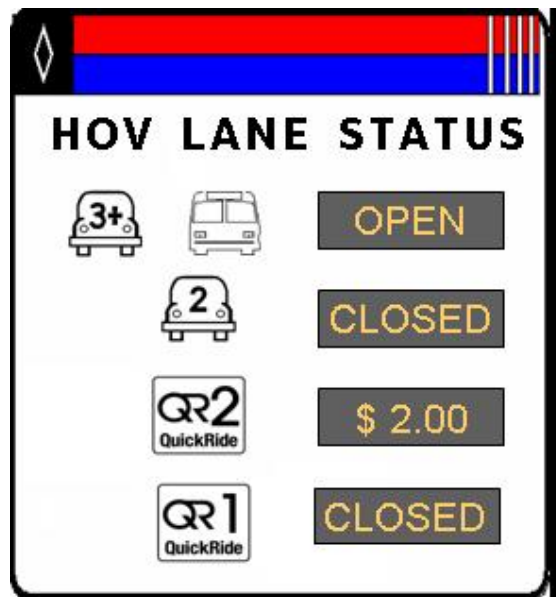 HOV LANE STATUS
3+ OPEN
2 CLOSED
QR2 QuickRide $ 2.00
QR1 QuickRide CLOSED